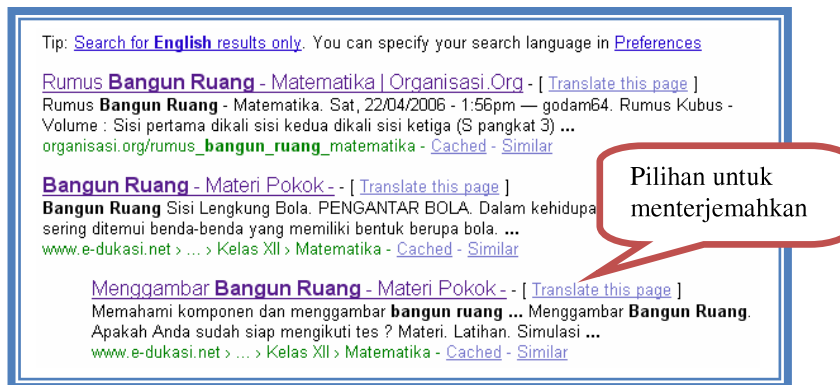 Tip: Search for English results only. You can specify your search language in Preferences
Rumus Bangun Ruang - Matematika | Organisasi.Org - [ Translate this page ]
Rumus Bangun Ruang - Matematika. Sat, 22/04/2006 - 1:56pm — godam64. Rumus Kubus -
Volume : Sisi pertama dikali sisi kedua dikali sisi ketiga (S pangkat 3) ...
organisasi.org/rumus_bangun_ruang_matematika - Cached - Similar
Bangun Ruang - Materi Pokok - - [ Translate this page ]
Bangun Ruang Sisi Lengkung Bola. PENGANTAR BOLA. Dalam
sering ditemui benda-benda yang memiliki bentuk berupa bola. ...
www.e-dukasi.net › ... › Kelas XII › Matematika - Cached - Similar
Pilihan untuk
menterjemahkan
Menggambar Bangun Ruang - Materi Pokok - - [ Translate this page ]
Memahami komponen dan menggambar bangun ruang ... Menggambar Bangun Ruang.
Apakah Anda sudah siap mengikuti tes ? Materi. Latihan. Simulasi ...
www.e-dukasi.net › ... › Kelas XII › Matematika - Cached - Similar